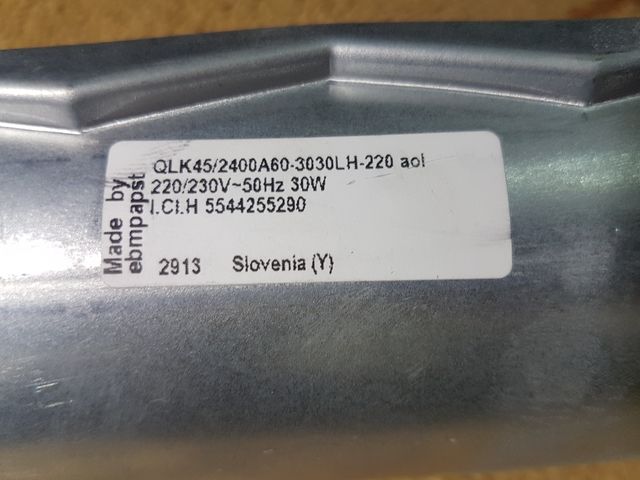 Made by
ebmpapst
QLK45/2400A60-3030LH-220 aol
220/230V~50Hz 30W
I.Cl.H 5544255290
2913 Slovenia (Y)